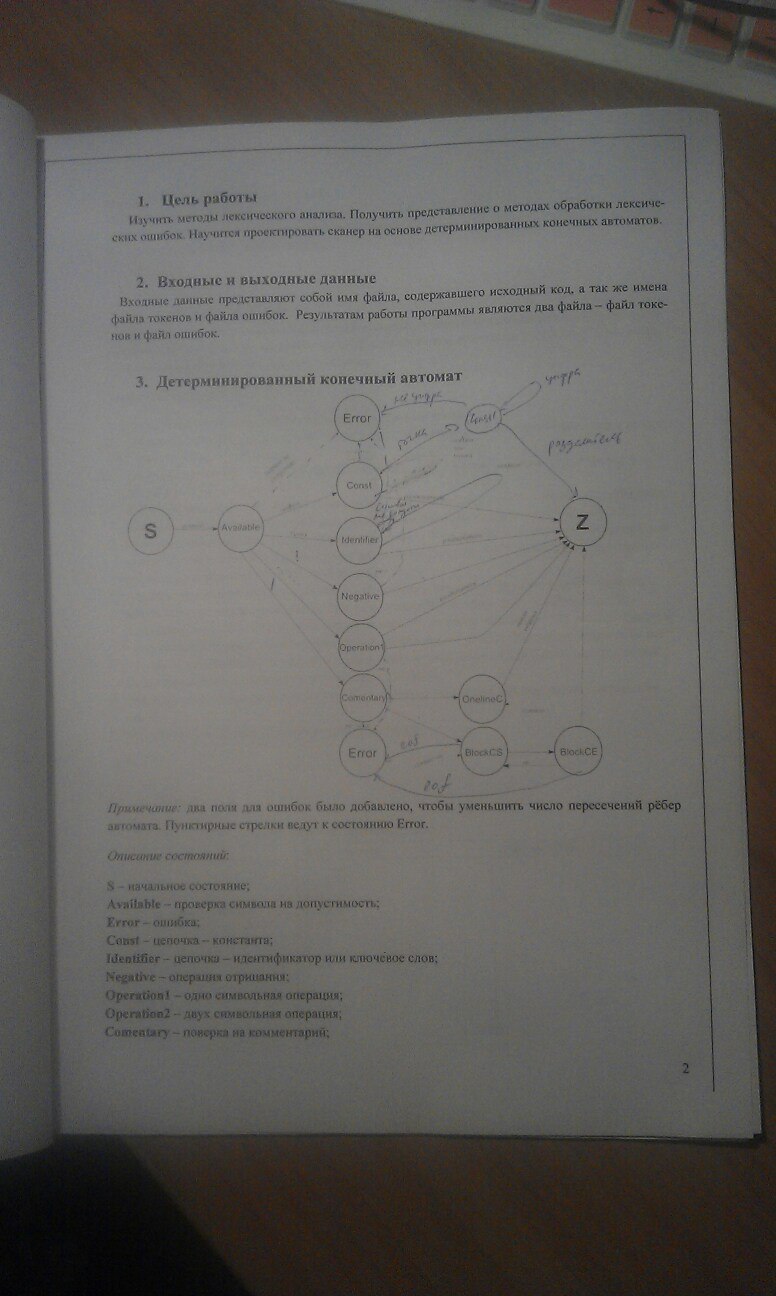 1. Цель работы
Изучить методы лексического анализа. Получить представление о методах обработки лексиче-
ских ошибок. Научится проектировать сканер на основе детерминированных конечных автоматов.
2. Входные и выходные данные
Входные данные представляют собой имя файла, содержавшего исходный код, а так же имена
файла токенов и файла ошибок. Результатам работы программы являются два файла – файл токе-
нов и файл ошибок.
3. Детерминированный конечный автомат
не цифра
цифра
Error
Const1
точка
разделитель
Const
S
Available
Identifier
Z
Negative
Operation1
Comentary
OnelineC
Error
eof
BlockCS
BlockCE
eof
Примечание: два поля для ошибок было добавлено, чтобы уменьшить число пересечений рёбер
автомата. Пунктирные стрелки ведут к состоянию Error.
Описание состояний:
S – начальное состояние;
Available – проверка символа на допустимость;
Error – ошибка;
Const – цепочка – константа;
Identifier – цепочка – идентификатор или ключевое слов;
Negative – операция отрицания;
Operation1 – одно символьная операция;
Operation2 – двух символьная операция;
Comentary – поверка на комментарий;
2